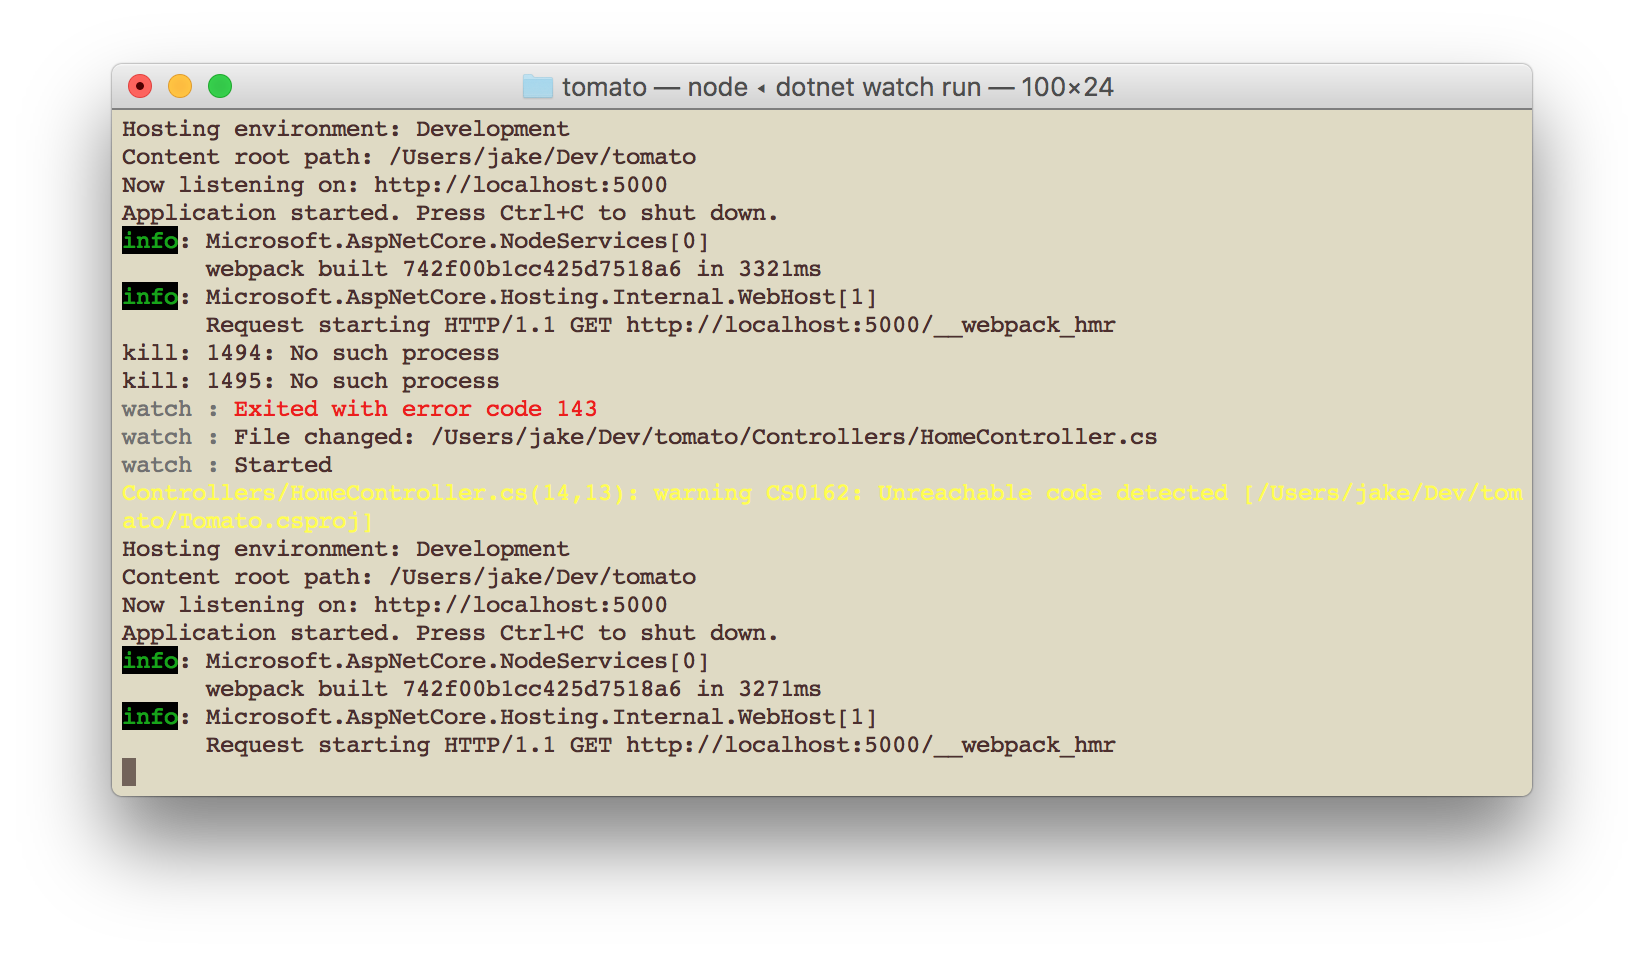 tomato — node ◂ dotnet watch run — 100×24
Hosting environment: Development
Content root path: /Users/jake/Dev/tomato
Now listening on: http://localhost:5000
Application started. Press Ctrl+C to shut down.
info: Microsoft.AspNetCore.NodeServices[0]
      webpack built 742f00b1cc425d7518a6 in 3321ms
info: Microsoft.AspNetCore.Hosting.Internal.WebHost[1]
      Request starting HTTP/1.1 GET http://localhost:5000/__webpack_hmr
kill: 1494: No such process
kill: 1495: No such process
watch : Exited with error code 143
watch : File changed: /Users/jake/Dev/tomato/Controllers/HomeController.cs
watch : Started
Controllers/HomeController.cs(14,13): warning CS0162: Unreachable code detected [/Users/jake/Dev/tom
ato/Tomato.csproj]
Hosting environment: Development
Content root path: /Users/jake/Dev/tomato
Now listening on: http://localhost:5000
Application started. Press Ctrl+C to shut down.
info: Microsoft.AspNetCore.NodeServices[0]
      webpack built 742f00b1cc425d7518a6 in 3271ms
info: Microsoft.AspNetCore.Hosting.Internal.WebHost[1]
      Request starting HTTP/1.1 GET http://localhost:5000/__webpack_hmr